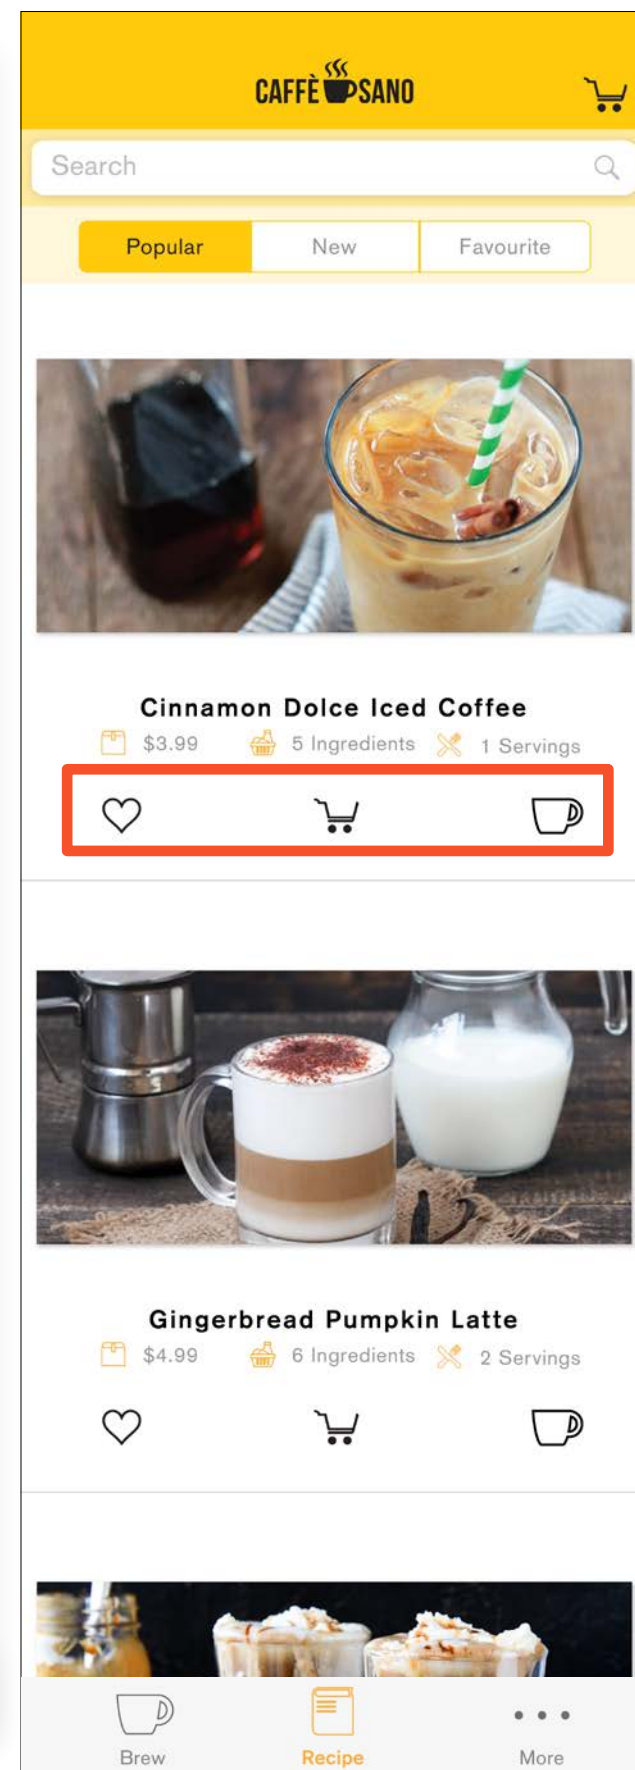 CAFFÈ SANO
Search
Popular New Favourite
Cinnamon Dolce Iced Coffee
$3.99 5 Ingredients 1 Servings
Gingerbread Pumpkin Latte
$4.99 6 Ingredients 2 Servings
Brew Recipe More